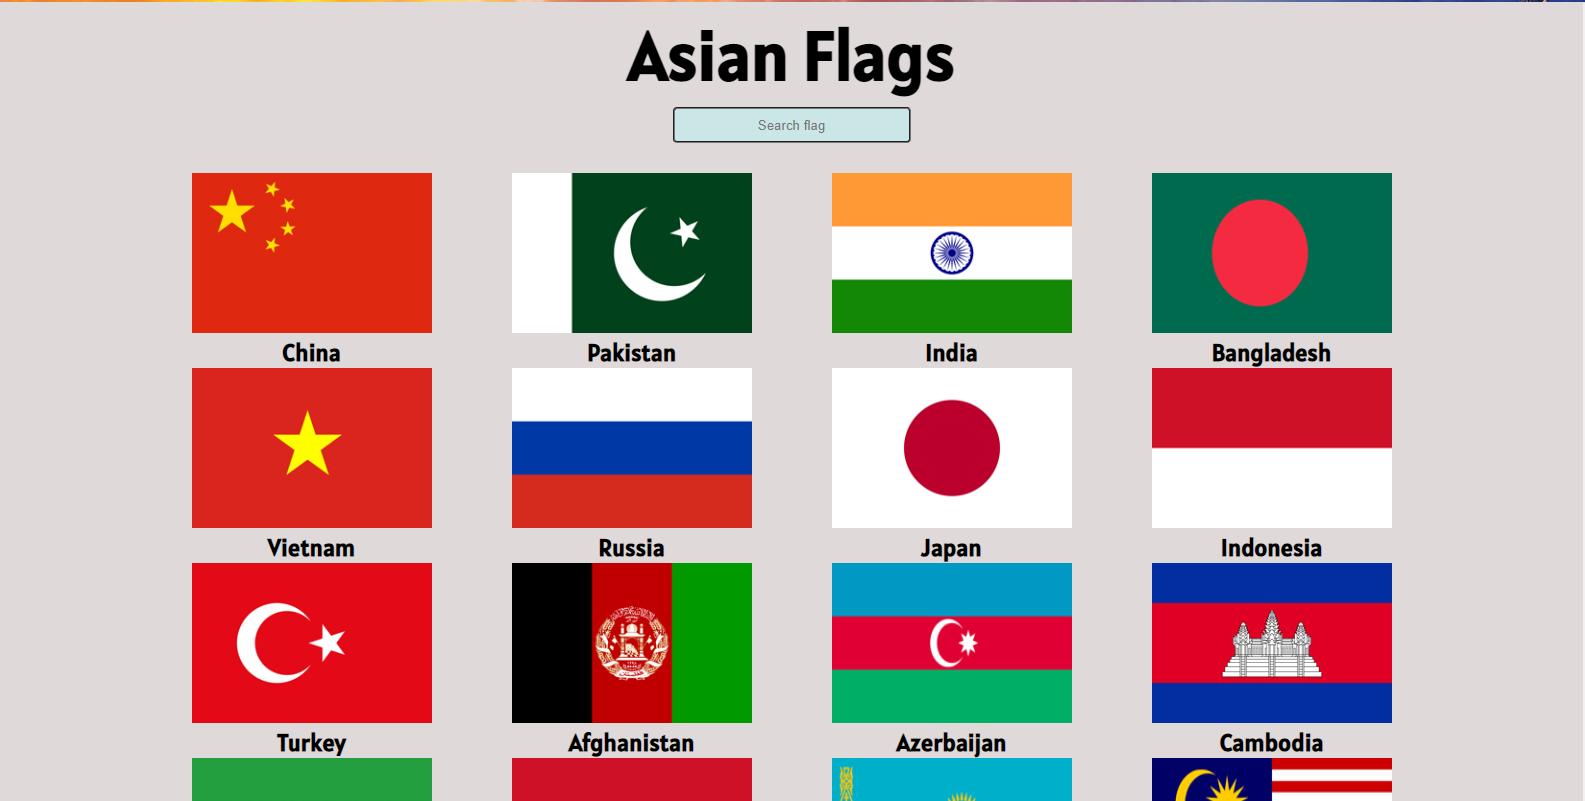 Asian Flags
Search flag
China
Pakistan
India
Bangladesh
Vietnam
Russia
Japan
Indonesia
Turkey
Afghanistan
Azerbaijan
Cambodia